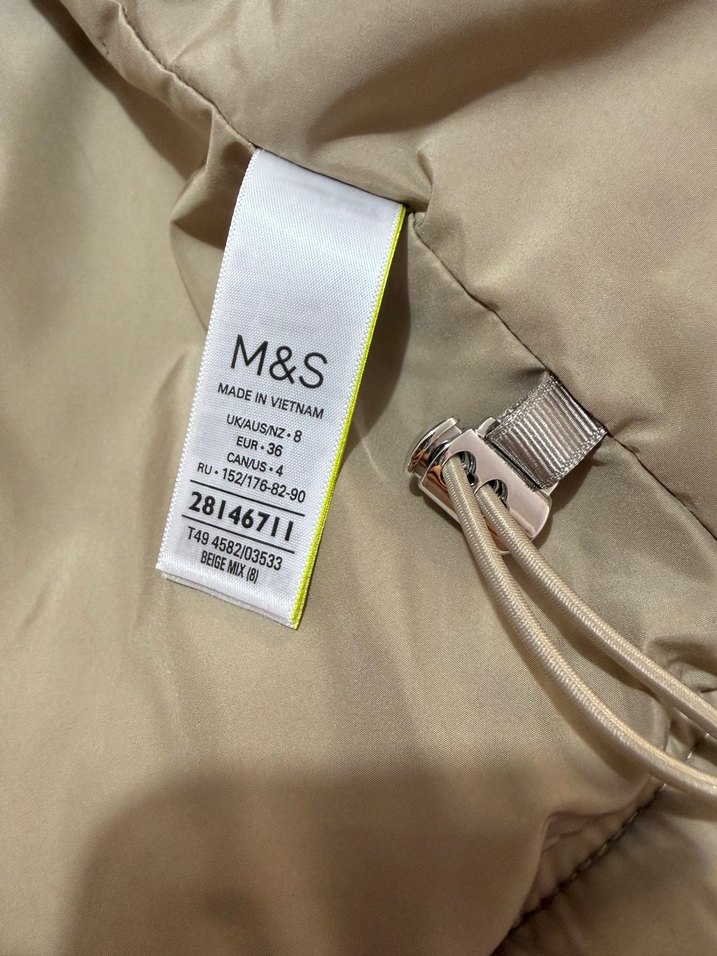 M&S
MADE IN VIETNAM
UK/AUS/NZ • 8
EUR • 36
CAN/US • 4
RU • 152/176-82-90
28146711
T49 4582/03533
BEIGE MIX (8)